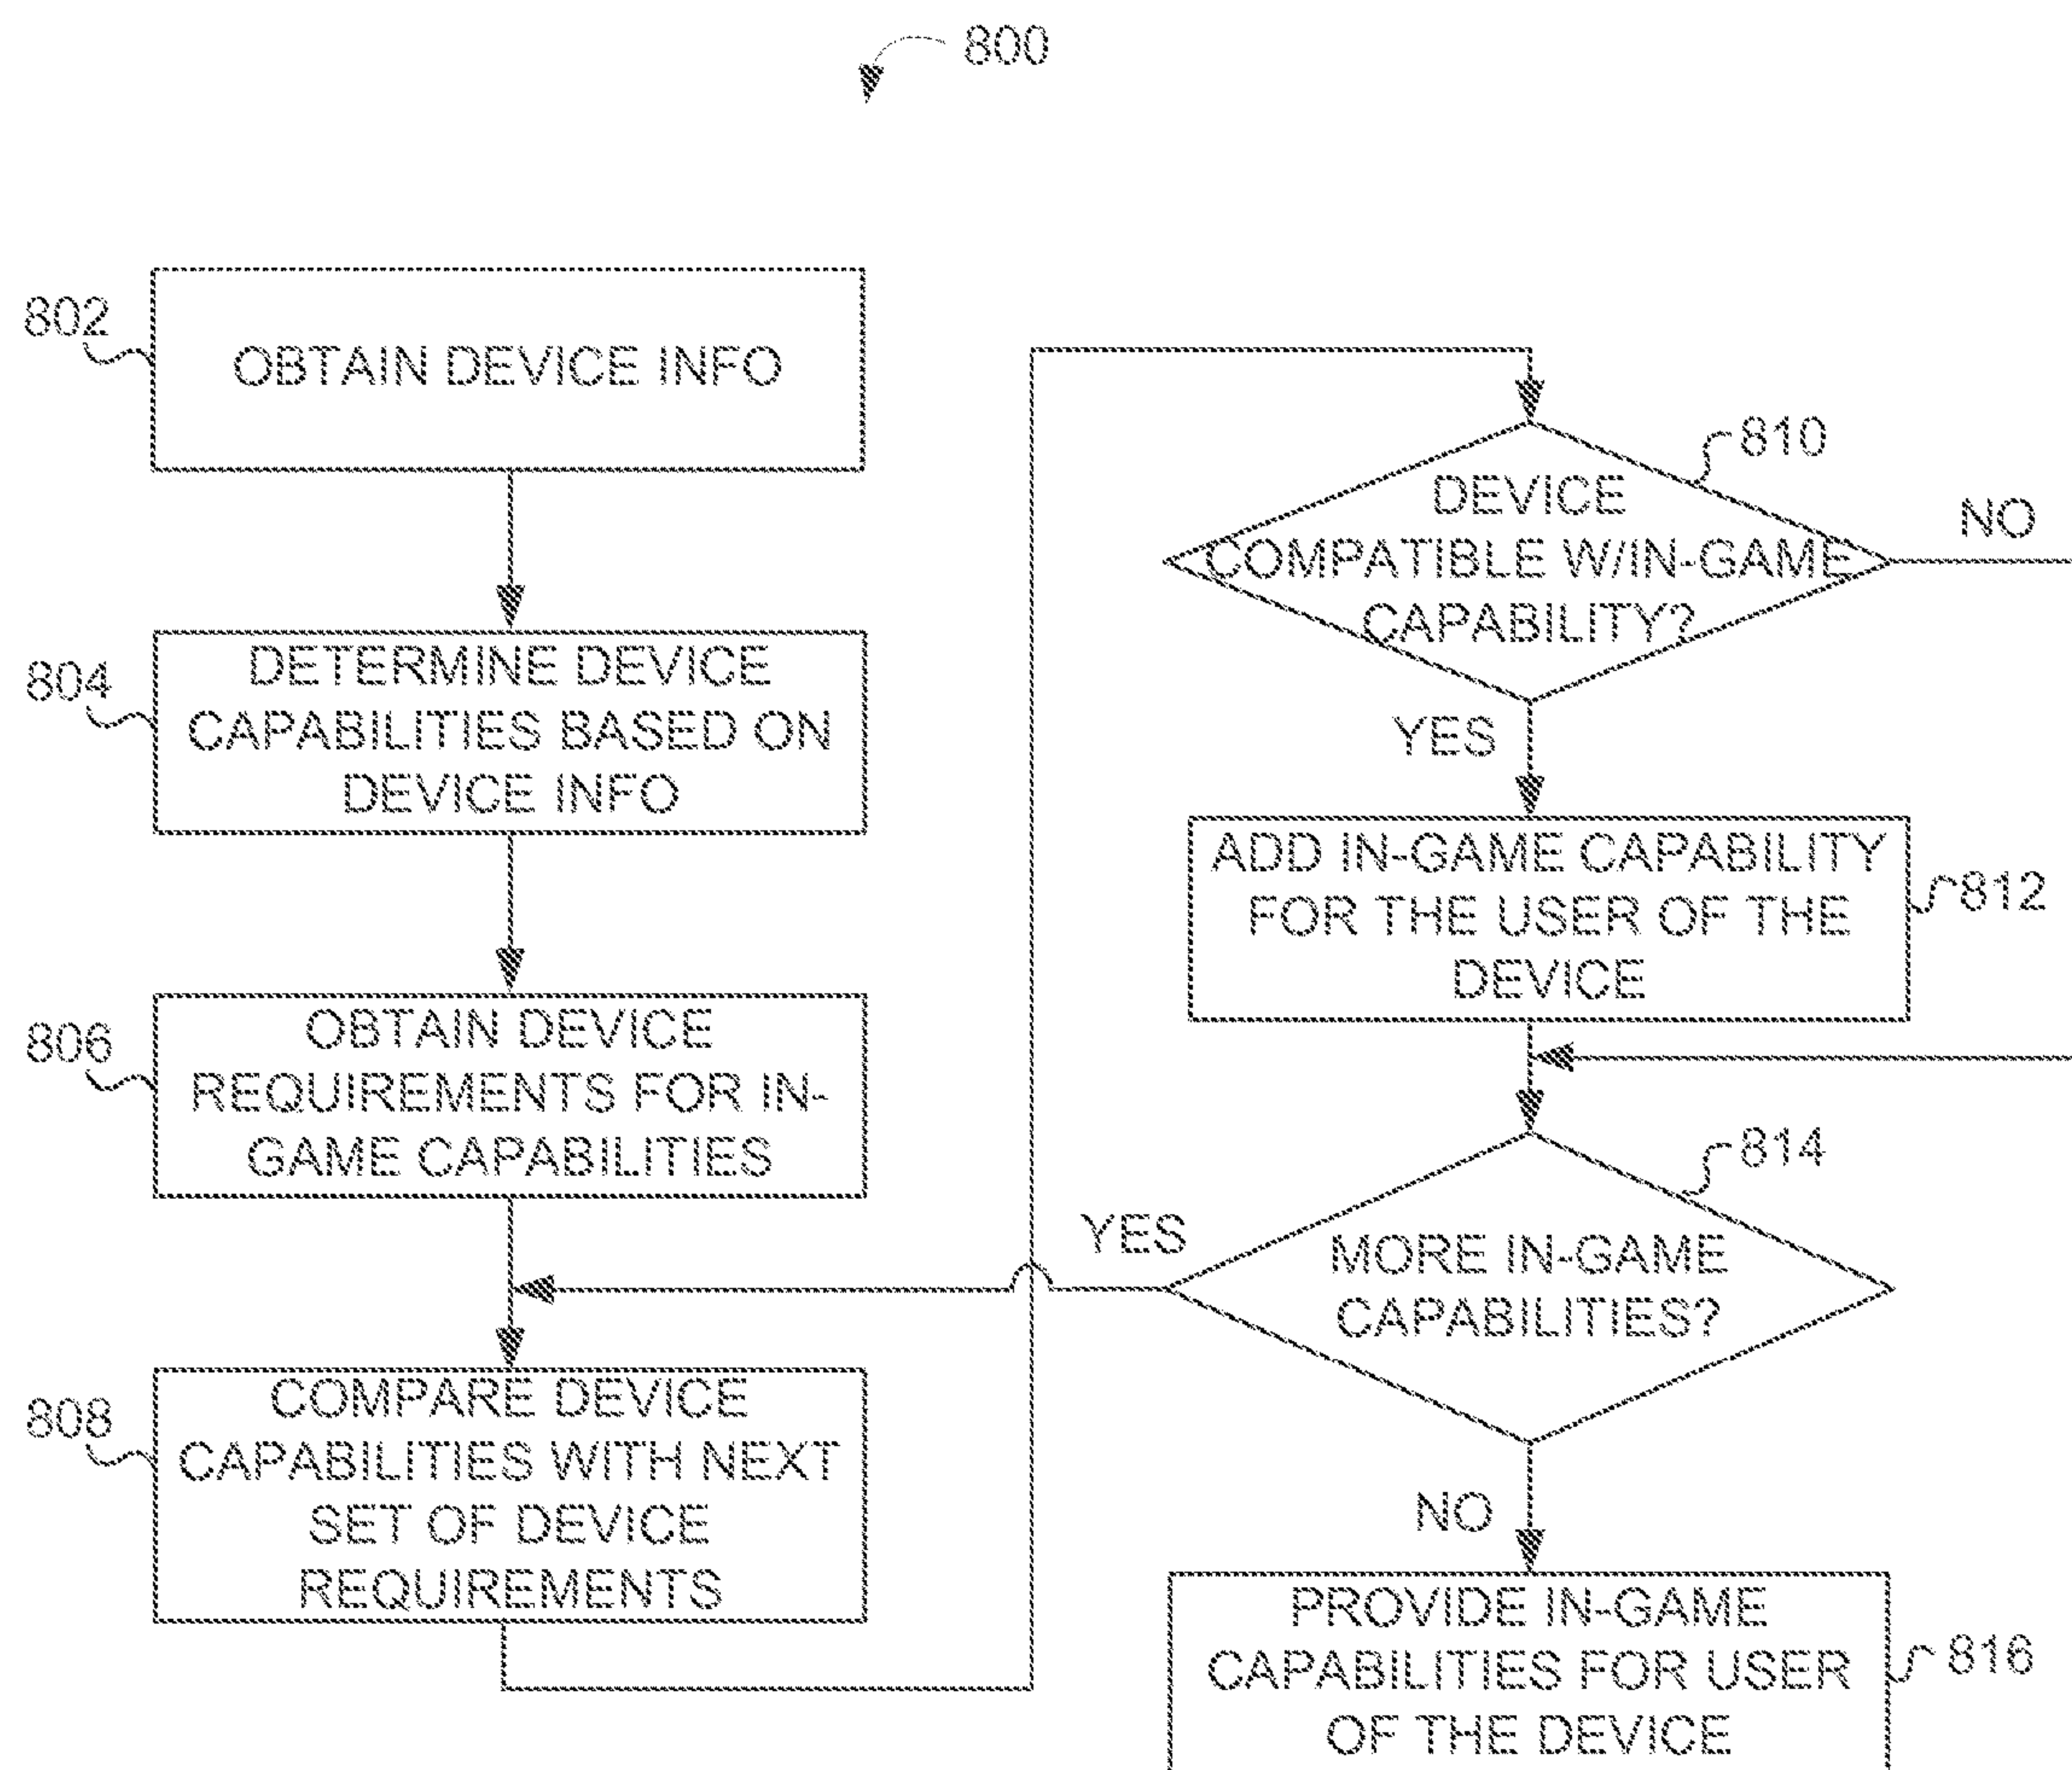 800
802
OBTAIN DEVICE INFO
804
DETERMINE DEVICE
CAPABILITIES BASED ON
DEVICE INFO
806
OBTAIN DEVICE
REQUIREMENTS FOR IN-
GAME CAPABILITIES
808
COMPARE DEVICE
CAPABILITIES WITH NEXT
SET OF DEVICE
REQUIREMENTS
810
DEVICE
COMPATIBLE W/IN-GAME
CAPABILITY?
NO
YES
ADD IN-GAME CAPABILITY
FOR THE USER OF THE
DEVICE
812
814
MORE IN-GAME
CAPABILITIES?
YES
NO
PROVIDE IN-GAME
CAPABILITIES FOR USER
OF THE DEVICE
816